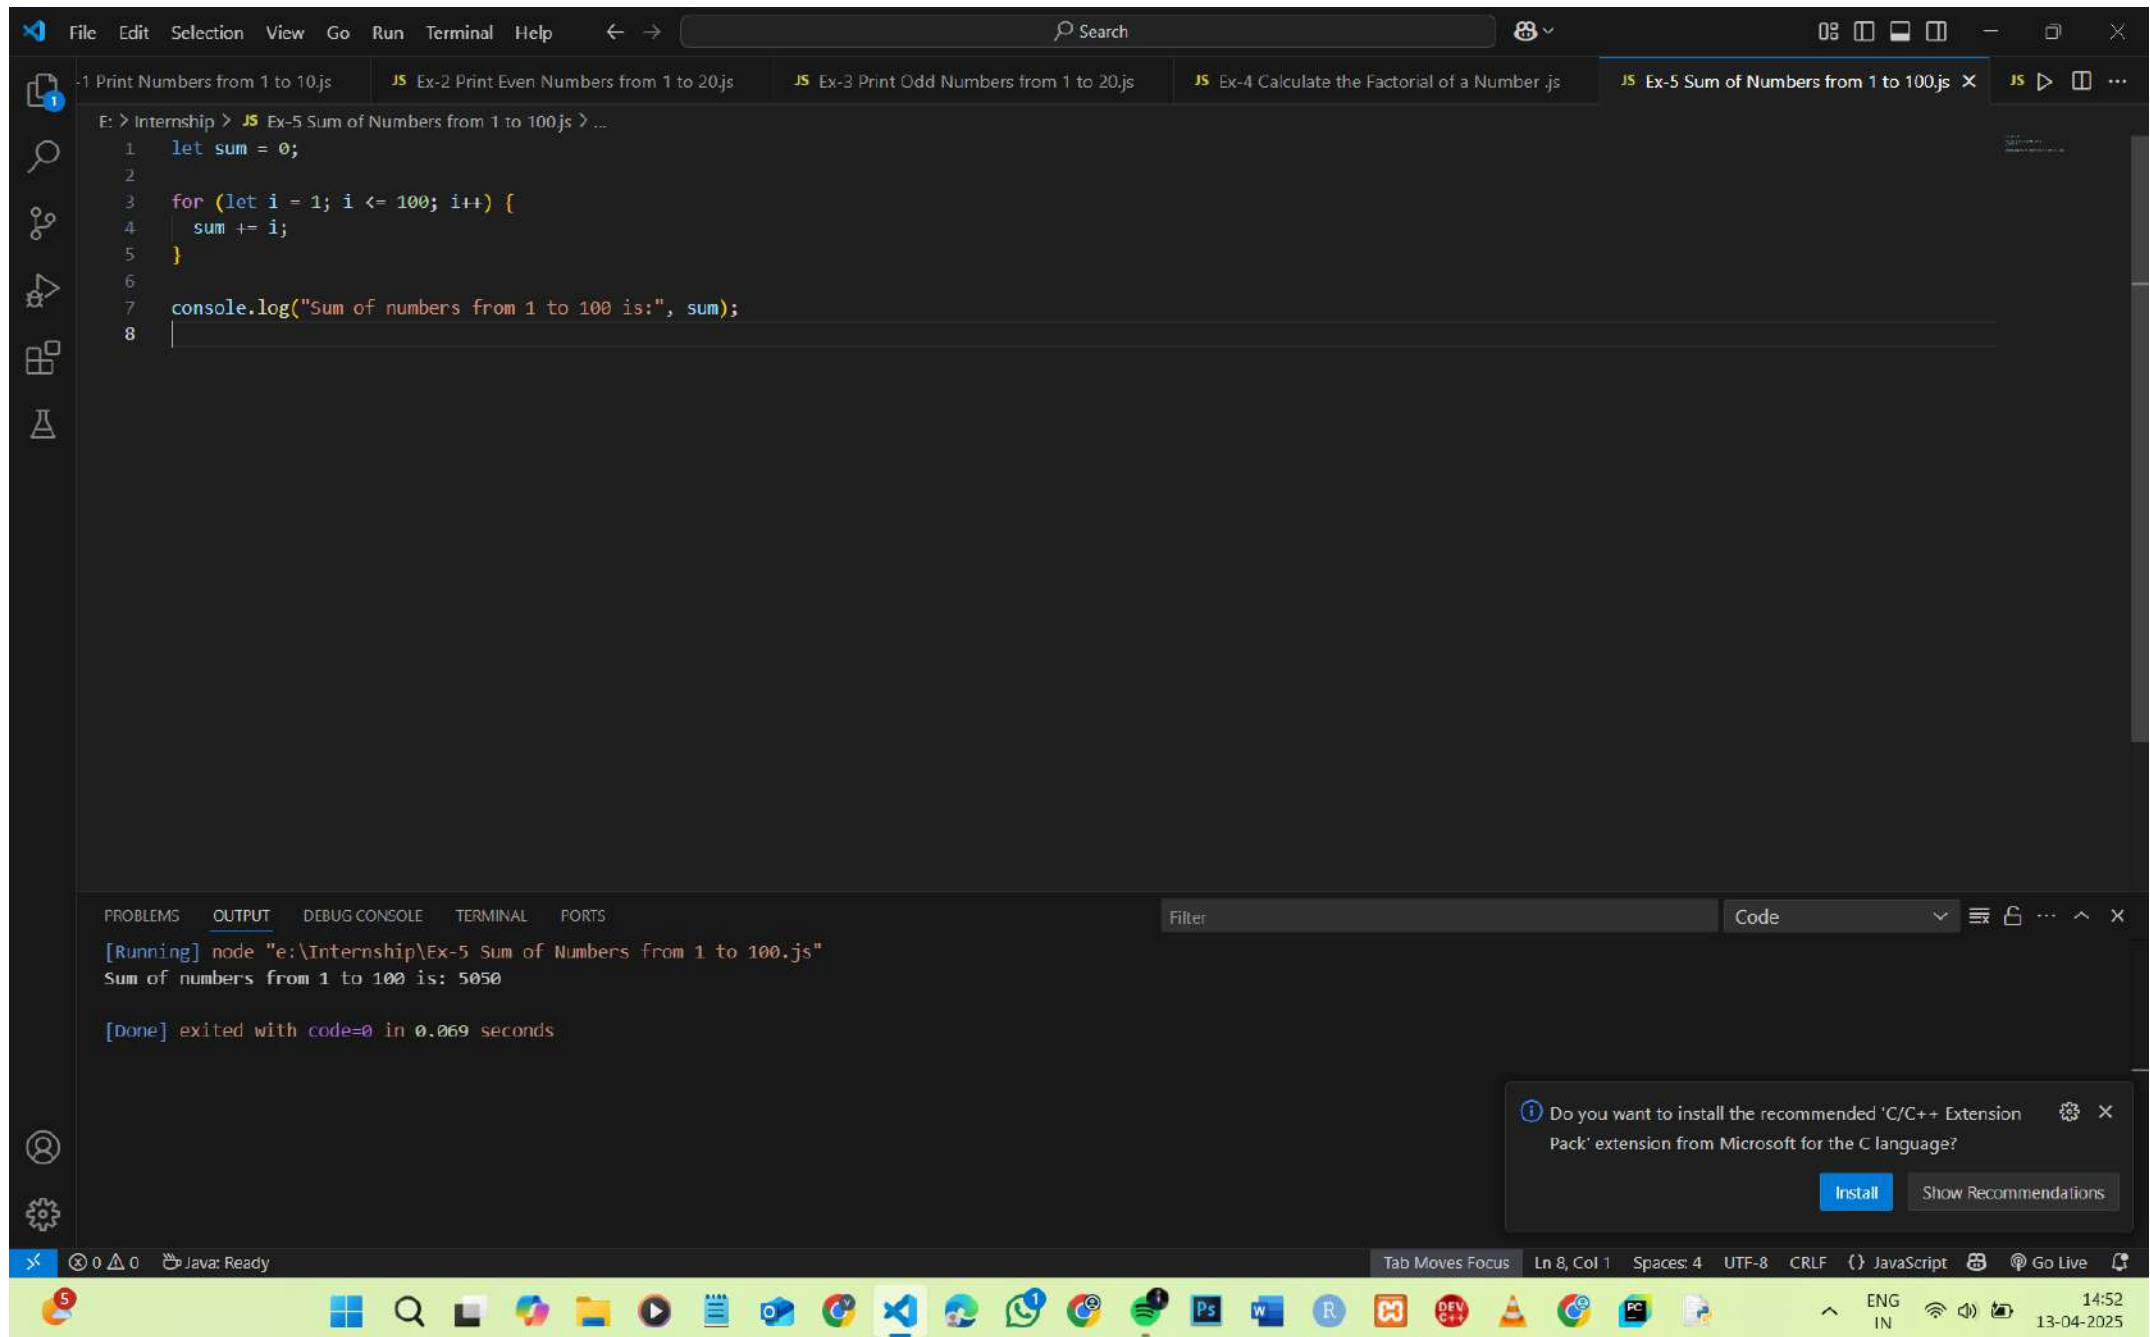 File Edit Selection View Go Run Terminal Help Search
-1 Print Numbers from 1 to 10.js JS Ex-2 Print Even Numbers from 1 to 20.js JS Ex-3 Print Odd Numbers from 1 to 20.js JS Ex-4 Calculate the Factorial of a Number .js JS Ex-5 Sum of Numbers from 1 to 100.js JS
1
E: > Internship > JS Ex-5 Sum of Numbers from 1 to 100.js > ...
1 let sum = 0;
2
3 for (let i = 1; i <= 100; i++) {
4 sum += i;
5 }
6
7 console.log("Sum of numbers from 1 to 100 is:", sum);
8
PROBLEMS OUTPUT DEBUG CONSOLE TERMINAL PORTS Filter Code
[Running] node "e:\Internship\Ex-5 Sum of Numbers from 1 to 100.js"
Sum of numbers from 1 to 100 is: 5050
[Done] exited with code=0 in 0.069 seconds
Do you want to install the recommended 'C/C++ Extension
Pack' extension from Microsoft for the C language?
Install Show Recommendations
0 0 Java: Ready Tab Moves Focus Ln 8, Col 1 Spaces: 4 UTF-8 CRLF {} JavaScript Go Live
5 1 Ps W R DEV C++ PC ENG 14:52
IN 13-04-2025